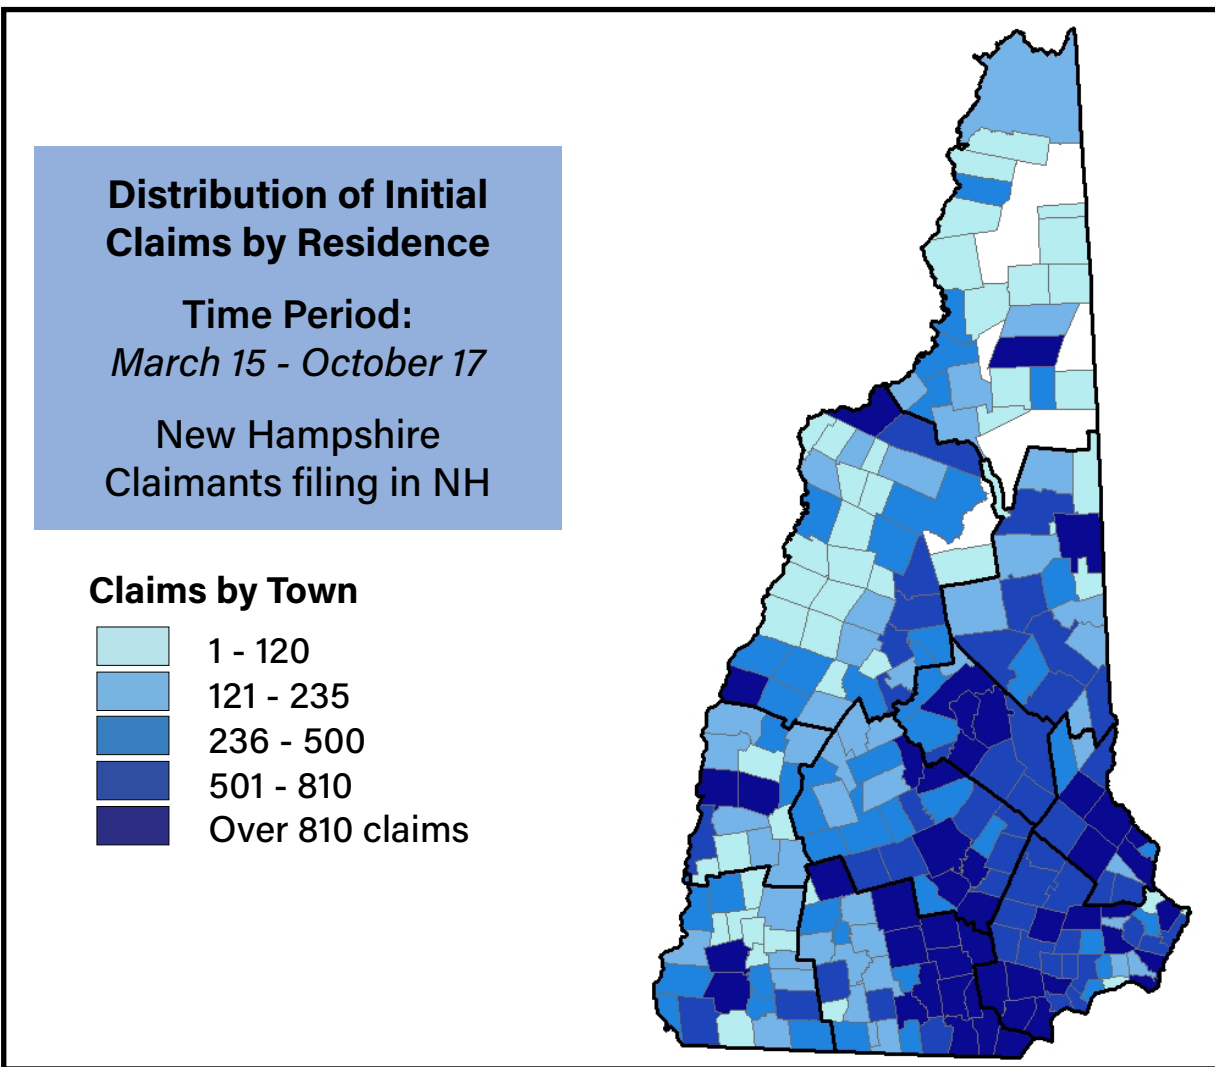 Distribution of Initial
Claims by Residence
Time Period:
March 15 - October 17
New Hampshire
Claimants filing in NH
Claims by Town
1 - 120
121 - 235
236 - 500
501 - 810
Over 810 claims